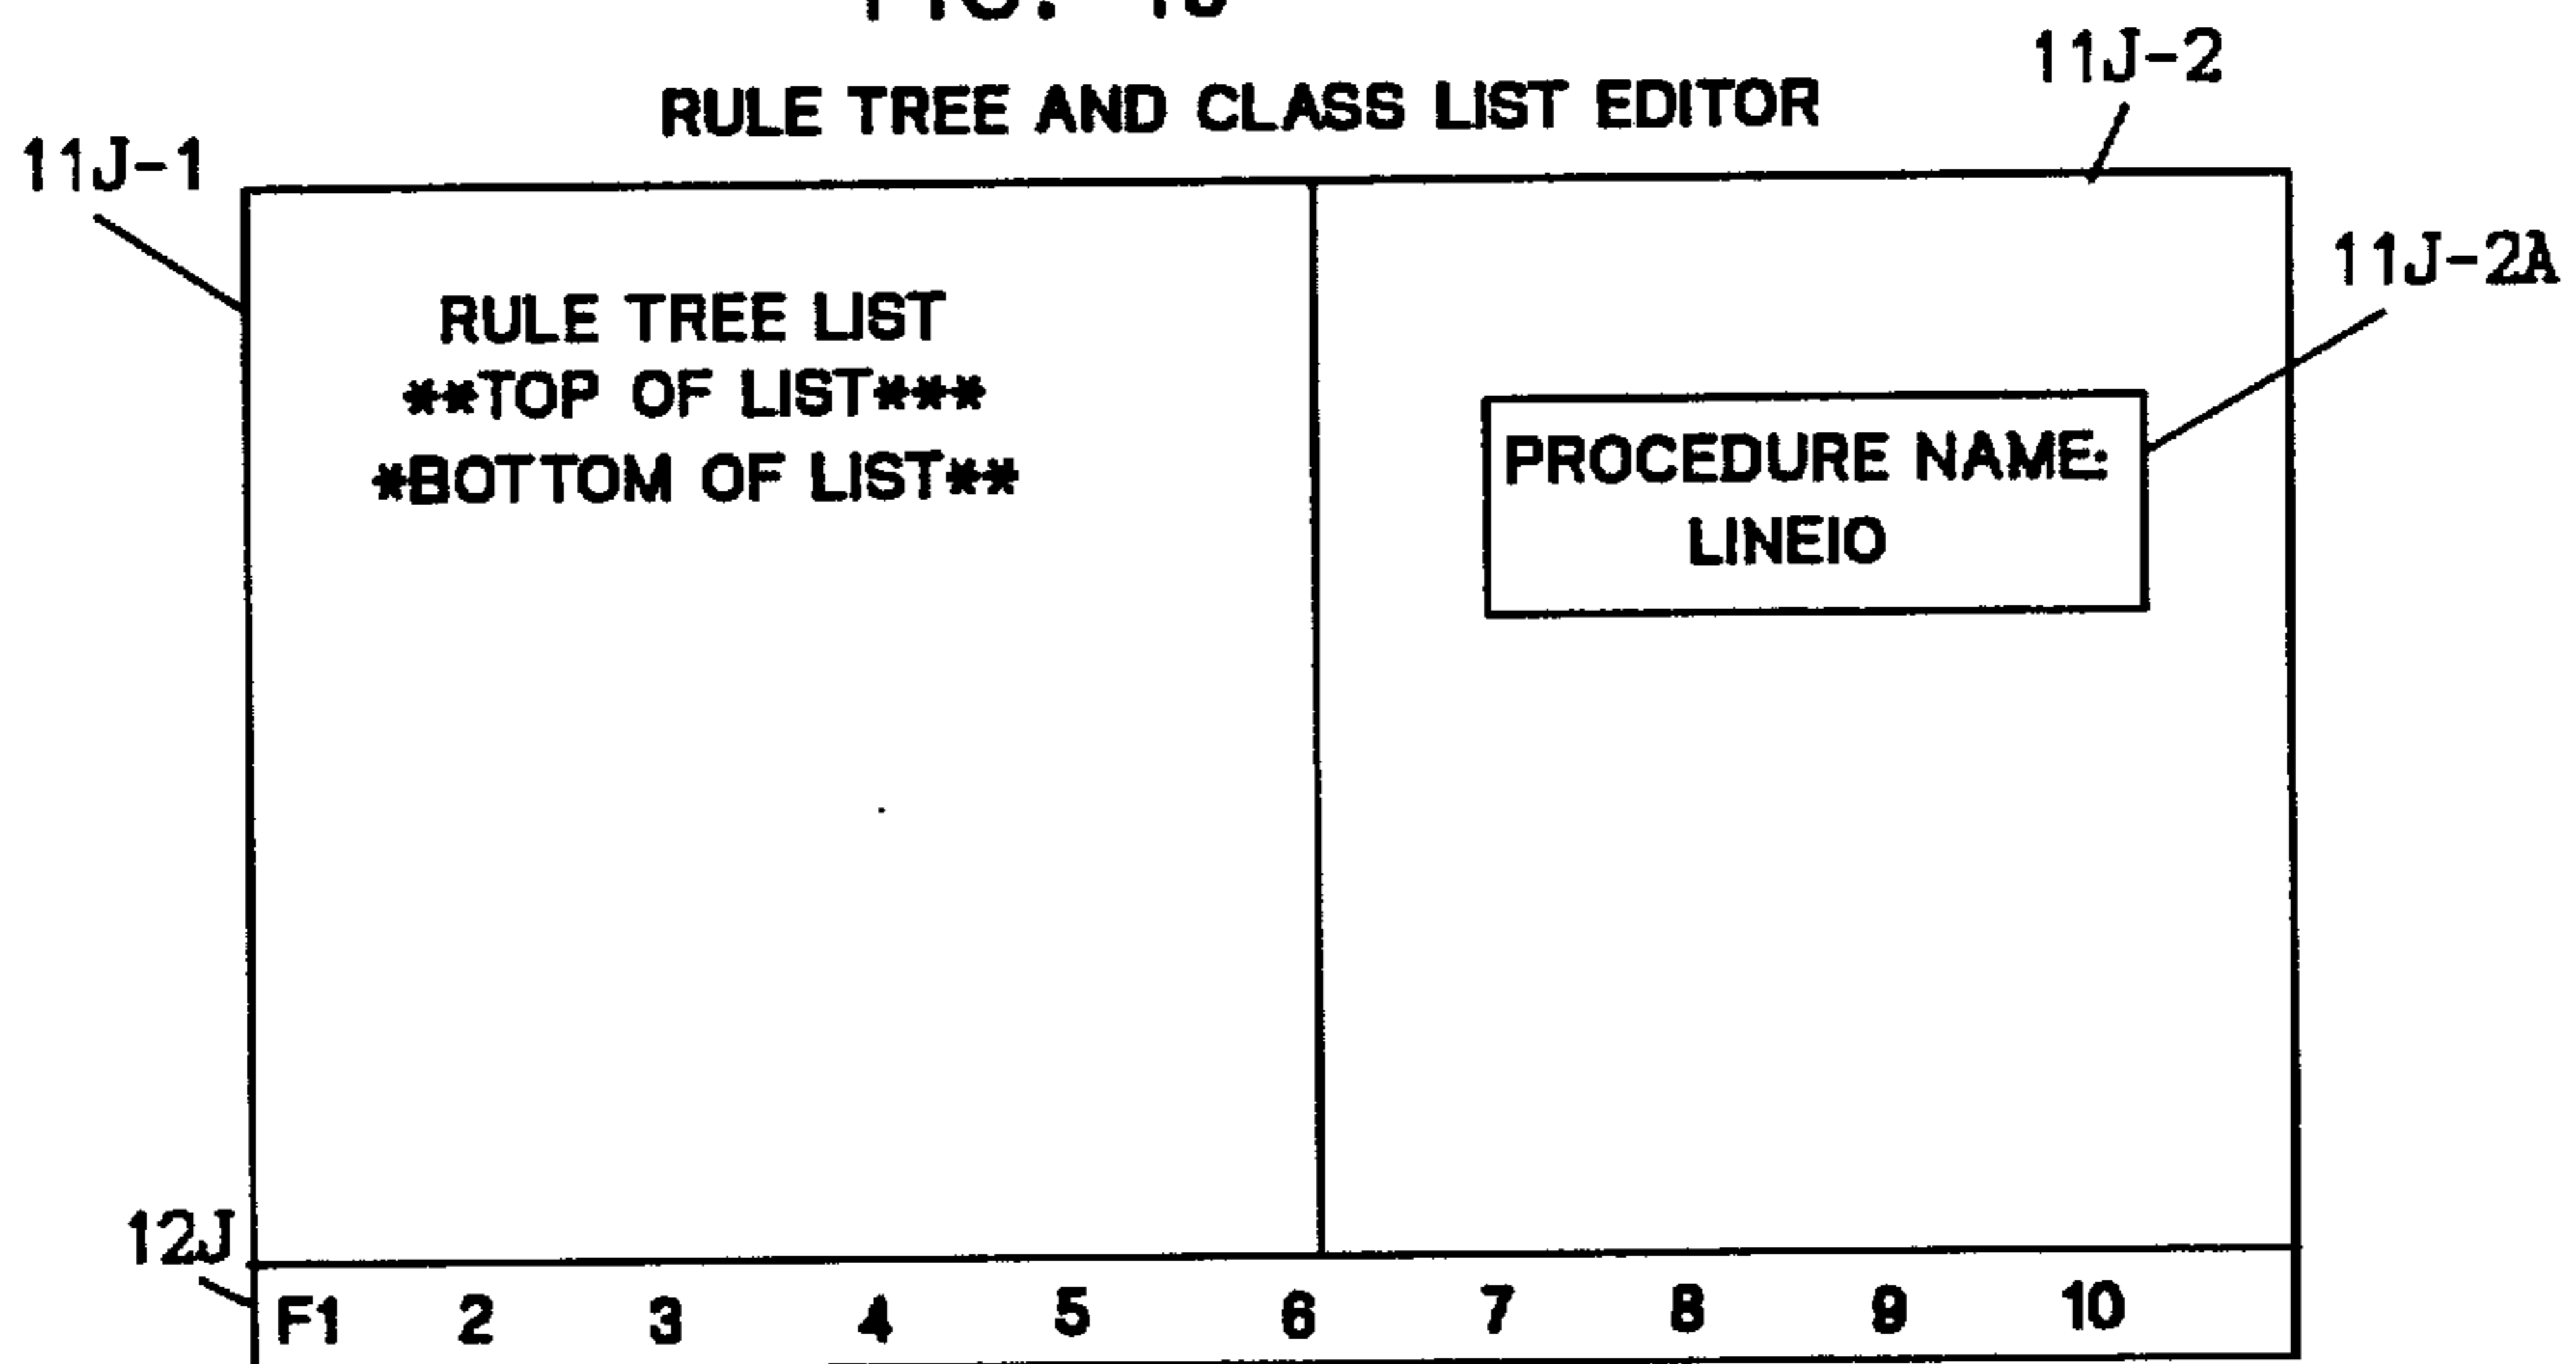 FIG.
RULE TREE AND CLASS LIST EDITOR
11J-2
11J-1
11J-2A
RULE TREE LIST
**TOP OF LIST***
*BOTTOM OF LIST**
PROCEDURE NAME:
LINEIO
12J
F1 2 3 4 5 6 7 8 9 10